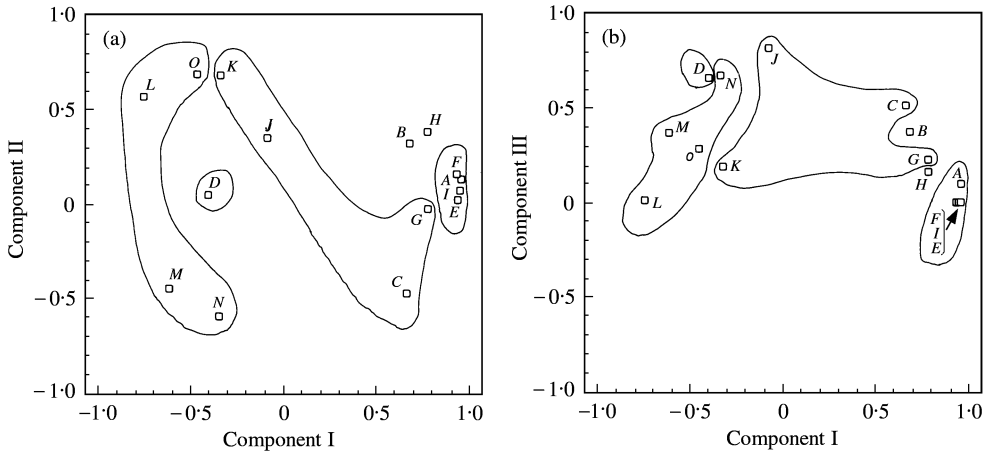 (a)
1·0
0·5
0
−0·5
−1·0
Component II
O
K
L
J
H
B
F
A
I
E
D
G
M
C
N
−1·0 −0·5 0 0·5 1·0
Component I
(b)
1·0
0·5
0
−0·5
−1·0
Component III
J
D
N
C
M
B
O
G
K
H
A
L
F
I
E
−1·0 −0·5 0 0·5 1·0
Component I